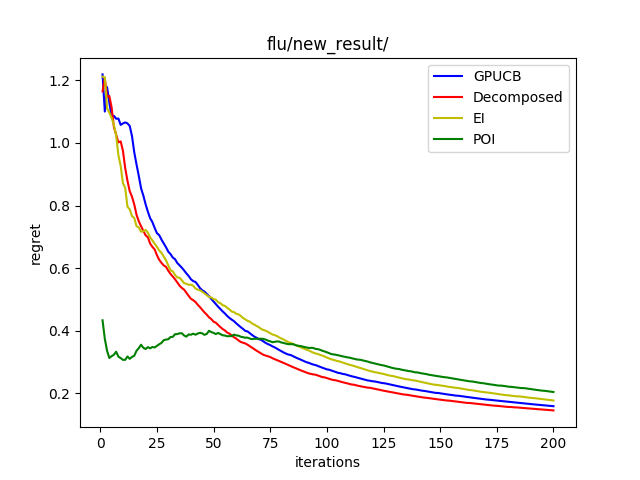 flu/new_result/
GPUCB
Decomposed
EI
POI
regret
1.2
1.0
0.8
0.6
0.4
0.2
0 25 50 75 100 125 150 175 200
iterations